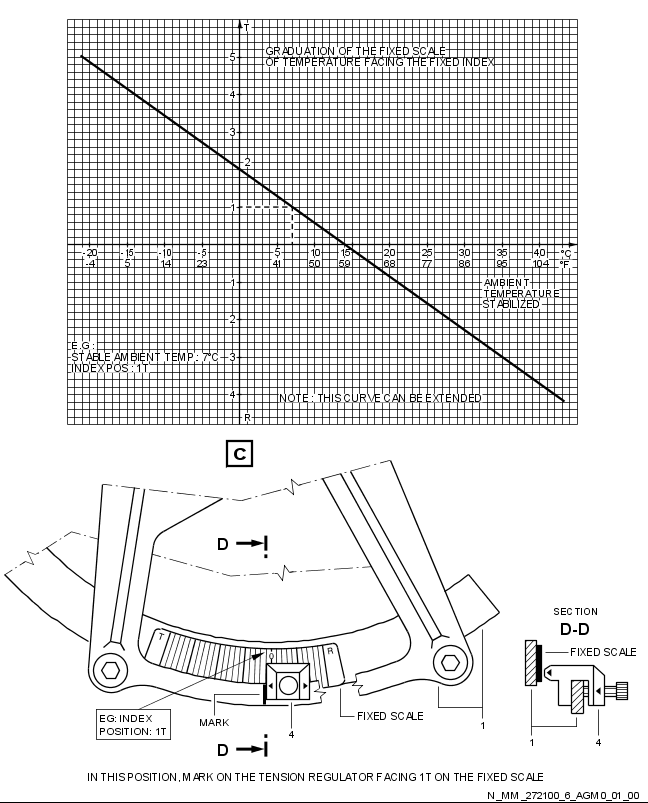 T
GRADUATION OF THE FIXED SCALE
OF TEMPERATURE FACING THE FIXED INDEX
5
4
3
2
1
-20 -15 -10 -5 5 10 15 20 25 30 35 40 °C
-4 5 14 23 41 50 59 68 77 86 95 104 °F
1
AMBIENT
TEMPERATURE
STABILIZED
2
E.G :
STABLE AMBIENT TEMP : 7°C
INDEX POS : 1T
3
4
NOTE : THIS CURVE CAN BE EXTENDED
R
C
D
SECTION
D-D
T
O
R
FIXED SCALE
EG: INDEX
POSITION: 1T
MARK
4
FIXED SCALE
1
1
4
D
IN THIS POSITION, MARK ON THE TENSION REGULATOR FACING 1T ON THE FIXED SCALE
N_MM_272100_6_AGM0_01_00